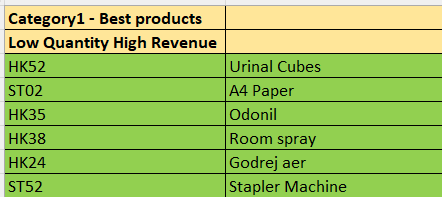 Category1 - Best products
Low Quantity High Revenue
HK52 Urinal Cubes
ST02 A4 Paper
HK35 Odonil
HK38 Room spray
HK24 Godrej aer
ST52 Stapler Machine